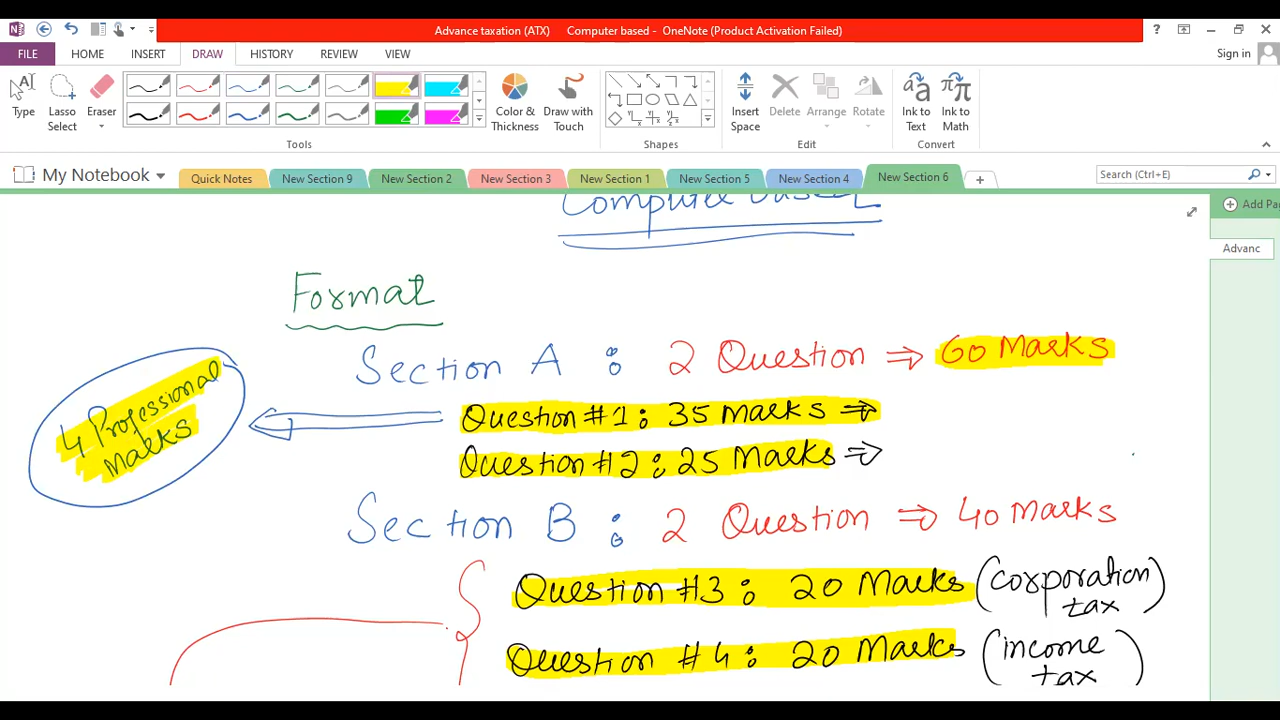 Advance taxation (ATX) Computer based - OneNote (Product Activation Failed)
FILE HOME INSERT DRAW HISTORY REVIEW VIEW Sign in
Type Lasso Select Eraser Color & Thickness Draw with Touch Insert Space Delete Arrange Rotate Ink to Text Ink to Math
Tools Shapes Edit Convert
My Notebook Quick Notes New Section 9 New Section 2 New Section 3 New Section 1 New Section 5 New Section 4 New Section 6 Search (Ctrl+E)
Computer based
Add Pa
Advanc
Format
Section A : 2 Question ⇒ 60 Marks
4 Professional
marks
Question #1 : 35 marks ⇒
Question #2 : 25 Marks ⇒
Section B : 2 Question ⇒ 40 Marks
Question #3 : 20 Marks (corporation tax)
Question #4 : 20 Marks (income tax)